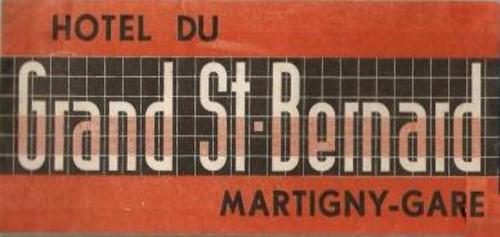 HOTEL DU
Grand St-Bernard
MARTIGNY-GARE